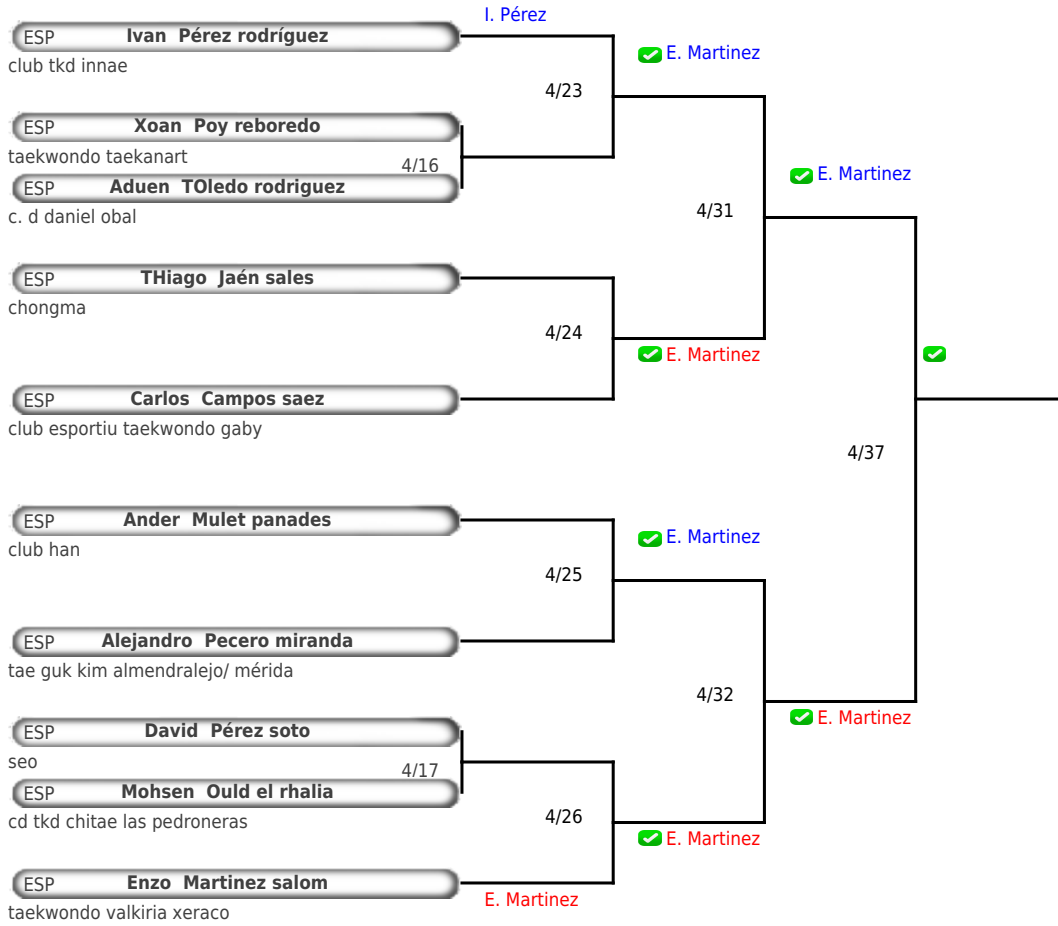 I. Pérez
ESP Ivan Pérez rodríguez
club tkd innae
E. Martinez
4/23
ESP Xoan Poy reboredo
taekwondo taekanart
4/16
E. Martinez
ESP Aduen TOledo rodriguez
c. d daniel obal
4/31
ESP THiago Jaén sales
chongma
4/24
E. Martinez
ESP Carlos Campos saez
club esportiu taekwondo gaby
4/37
ESP Ander Mulet panades
club han
E. Martinez
4/25
ESP Alejandro Pecero miranda
tae guk kim almendralejo/ mérida
4/32
E. Martinez
ESP David Pérez soto
seo
4/17
ESP Mohsen Ould el rhalia
cd tkd chitae las pedroneras
4/26
E. Martinez
ESP Enzo Martinez salom
E. Martinez
taekwondo valkiria xeraco